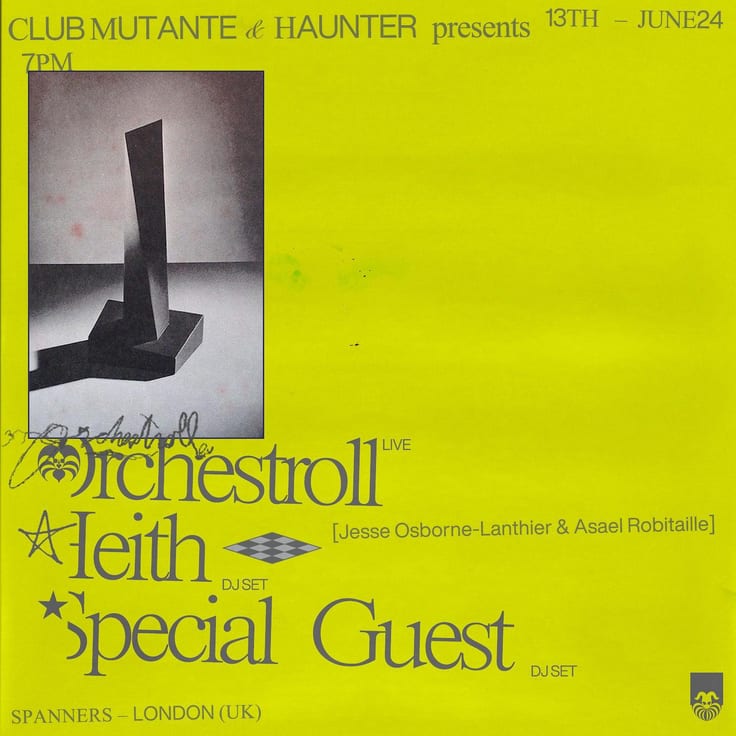 CLUB MUTANTE & HAUNTER presents 13TH – JUNE24
7PM
Orchestroll
Orchestroll LIVE
[Jesse Osborne-Lanthier & Asael Robitaille]
Heith DJ SET
Special Guest DJ SET
SPANNERS – LONDON (UK)